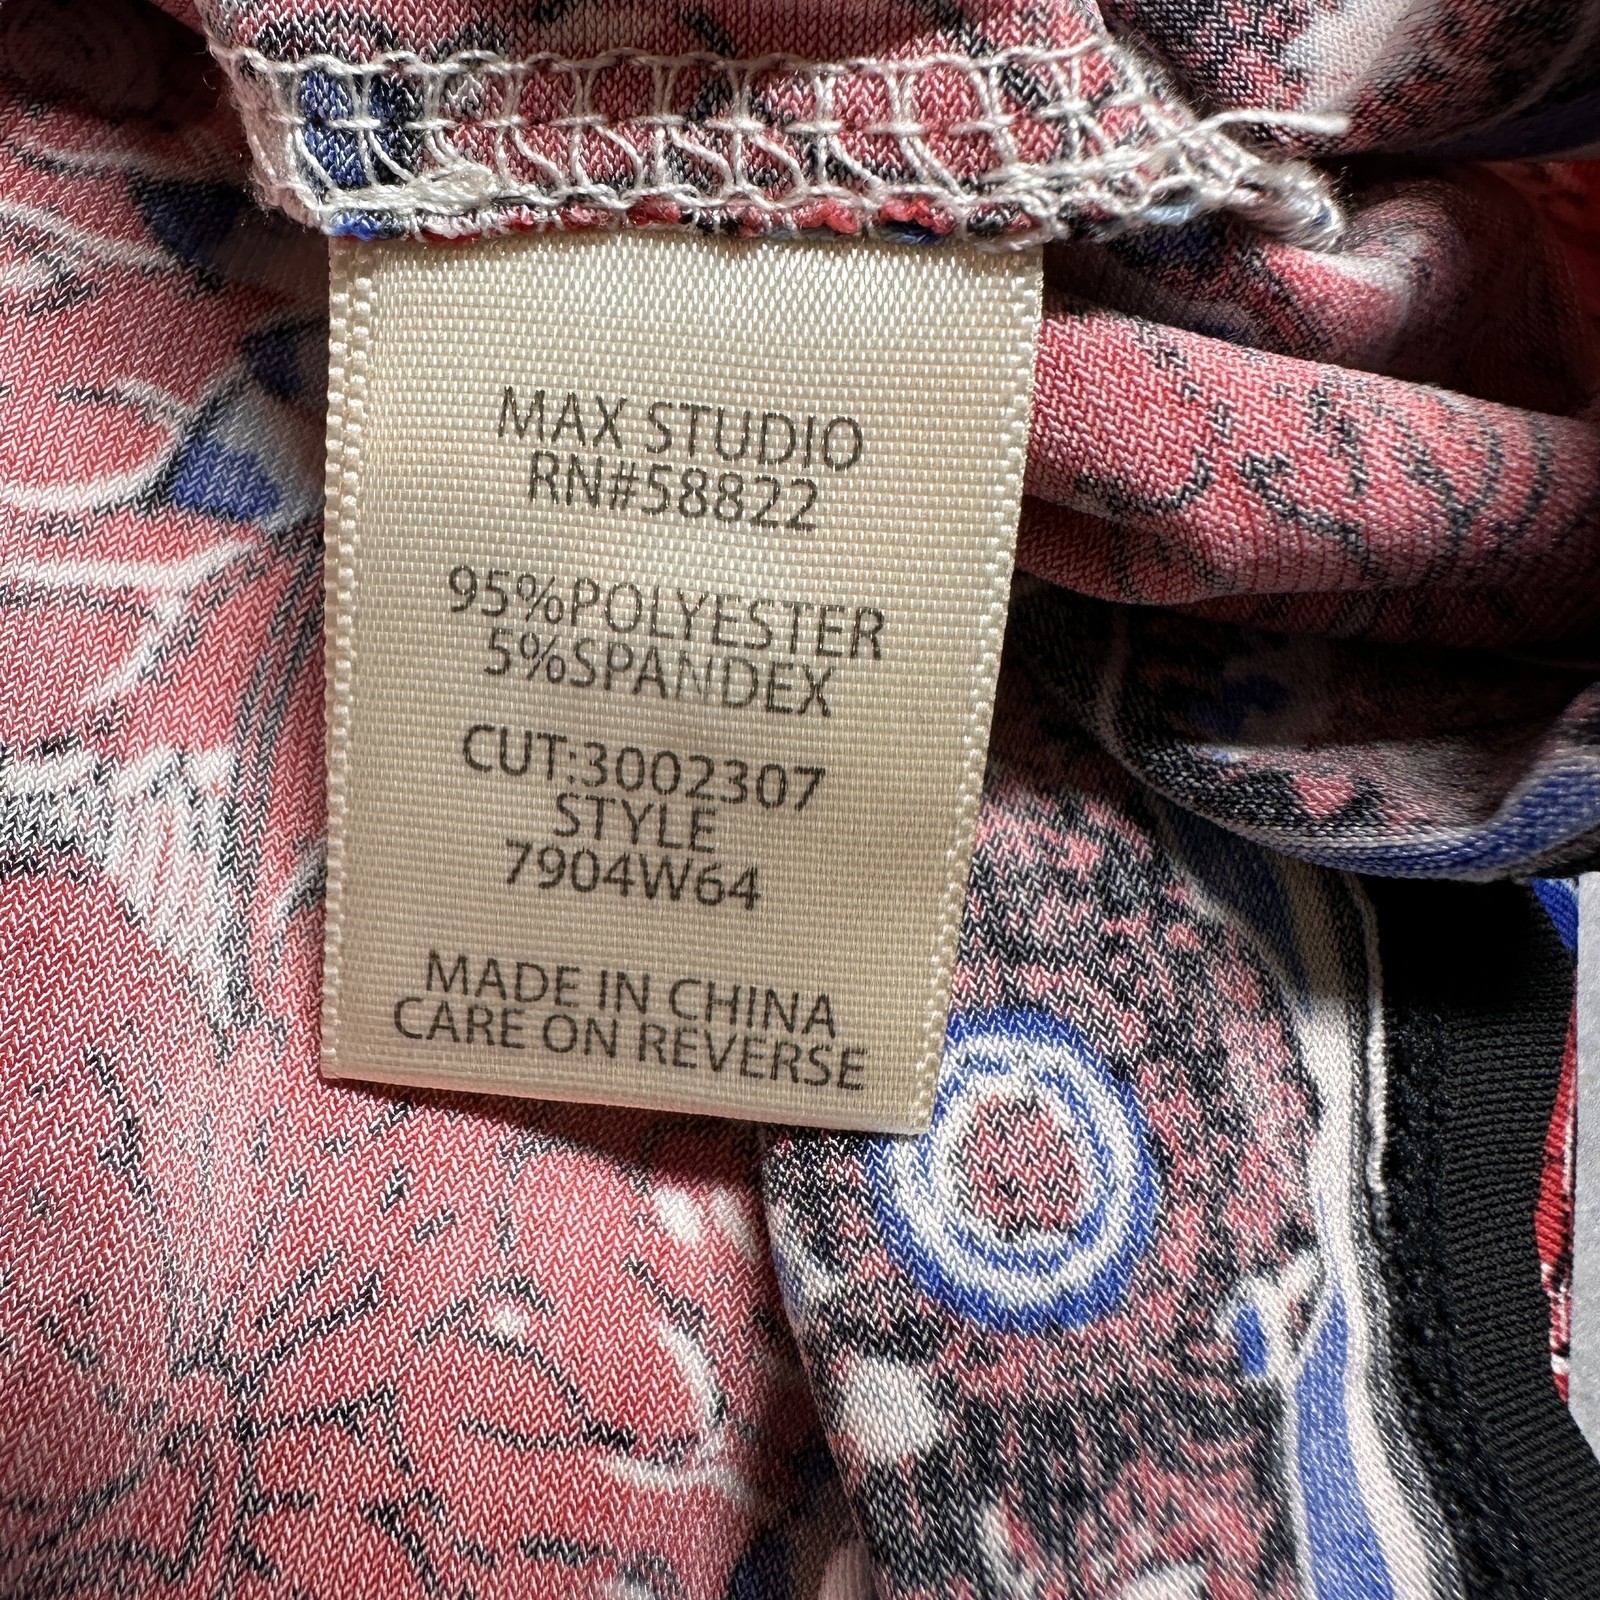 MAX STUDIO
RN#58822
95%POLYESTER
5%SPANDEX
CUT:3002307
STYLE
7904W64
MADE IN CHINA
CARE ON REVERSE